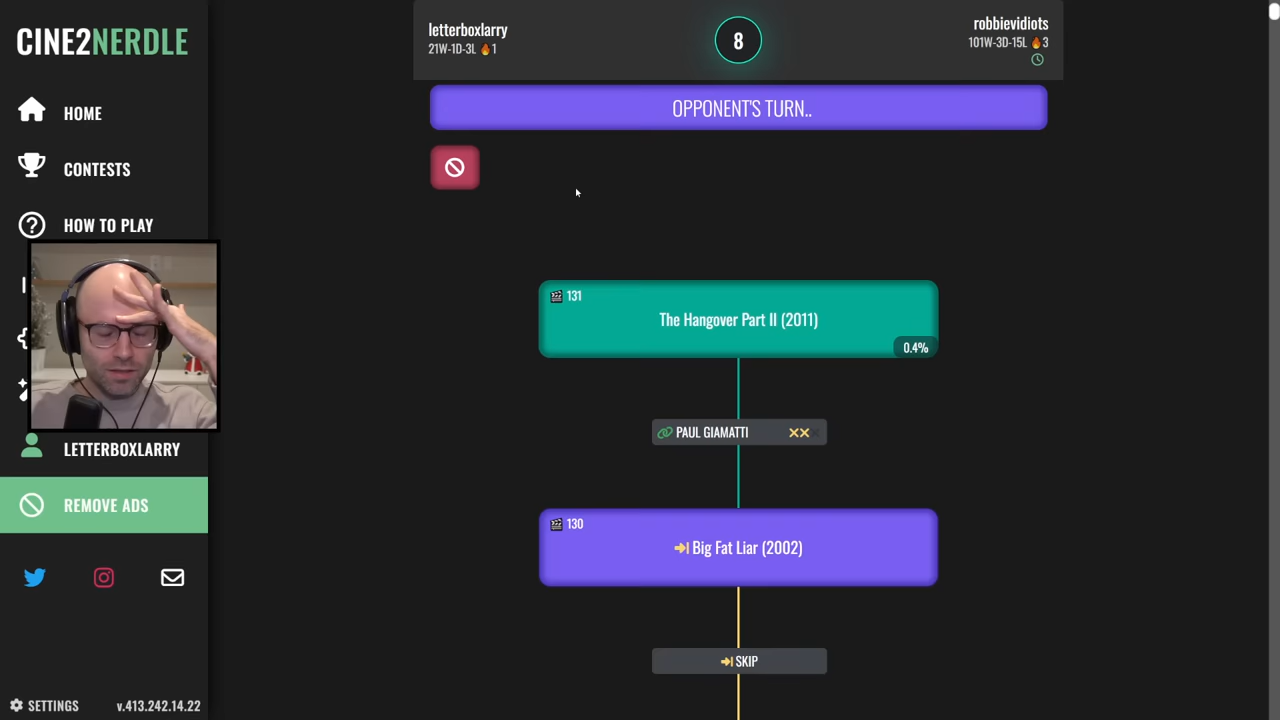 CINE2NERDLE
HOME
CONTESTS
HOW TO PLAY
LETTERBOXLARRY
REMOVE ADS
SETTINGS
v.413.242.14.22
letterboxlarry
21W-1D-3L 🔥1
8
robbievidiots
101W-3D-15L 🔥3
OPPONENT'S TURN..
131
The Hangover Part II (2011)
0.4%
PAUL GIAMATTI
130
Big Fat Liar (2002)
SKIP